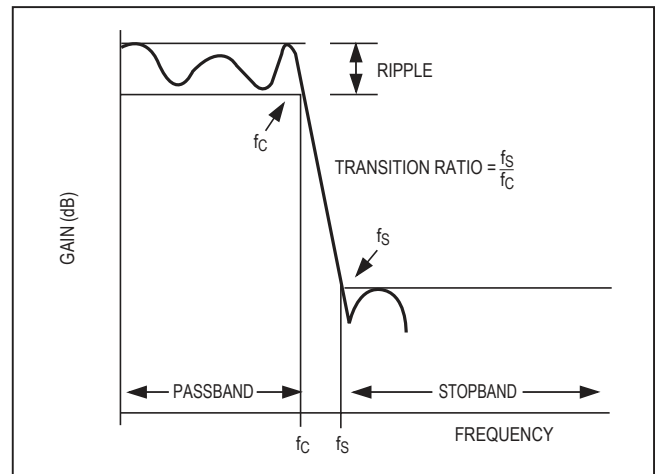 RIPPLE
fC
TRANSITION RATIO = fS/fC
GAIN (dB)
fS
PASSBAND
STOPBAND
fC
fS
FREQUENCY